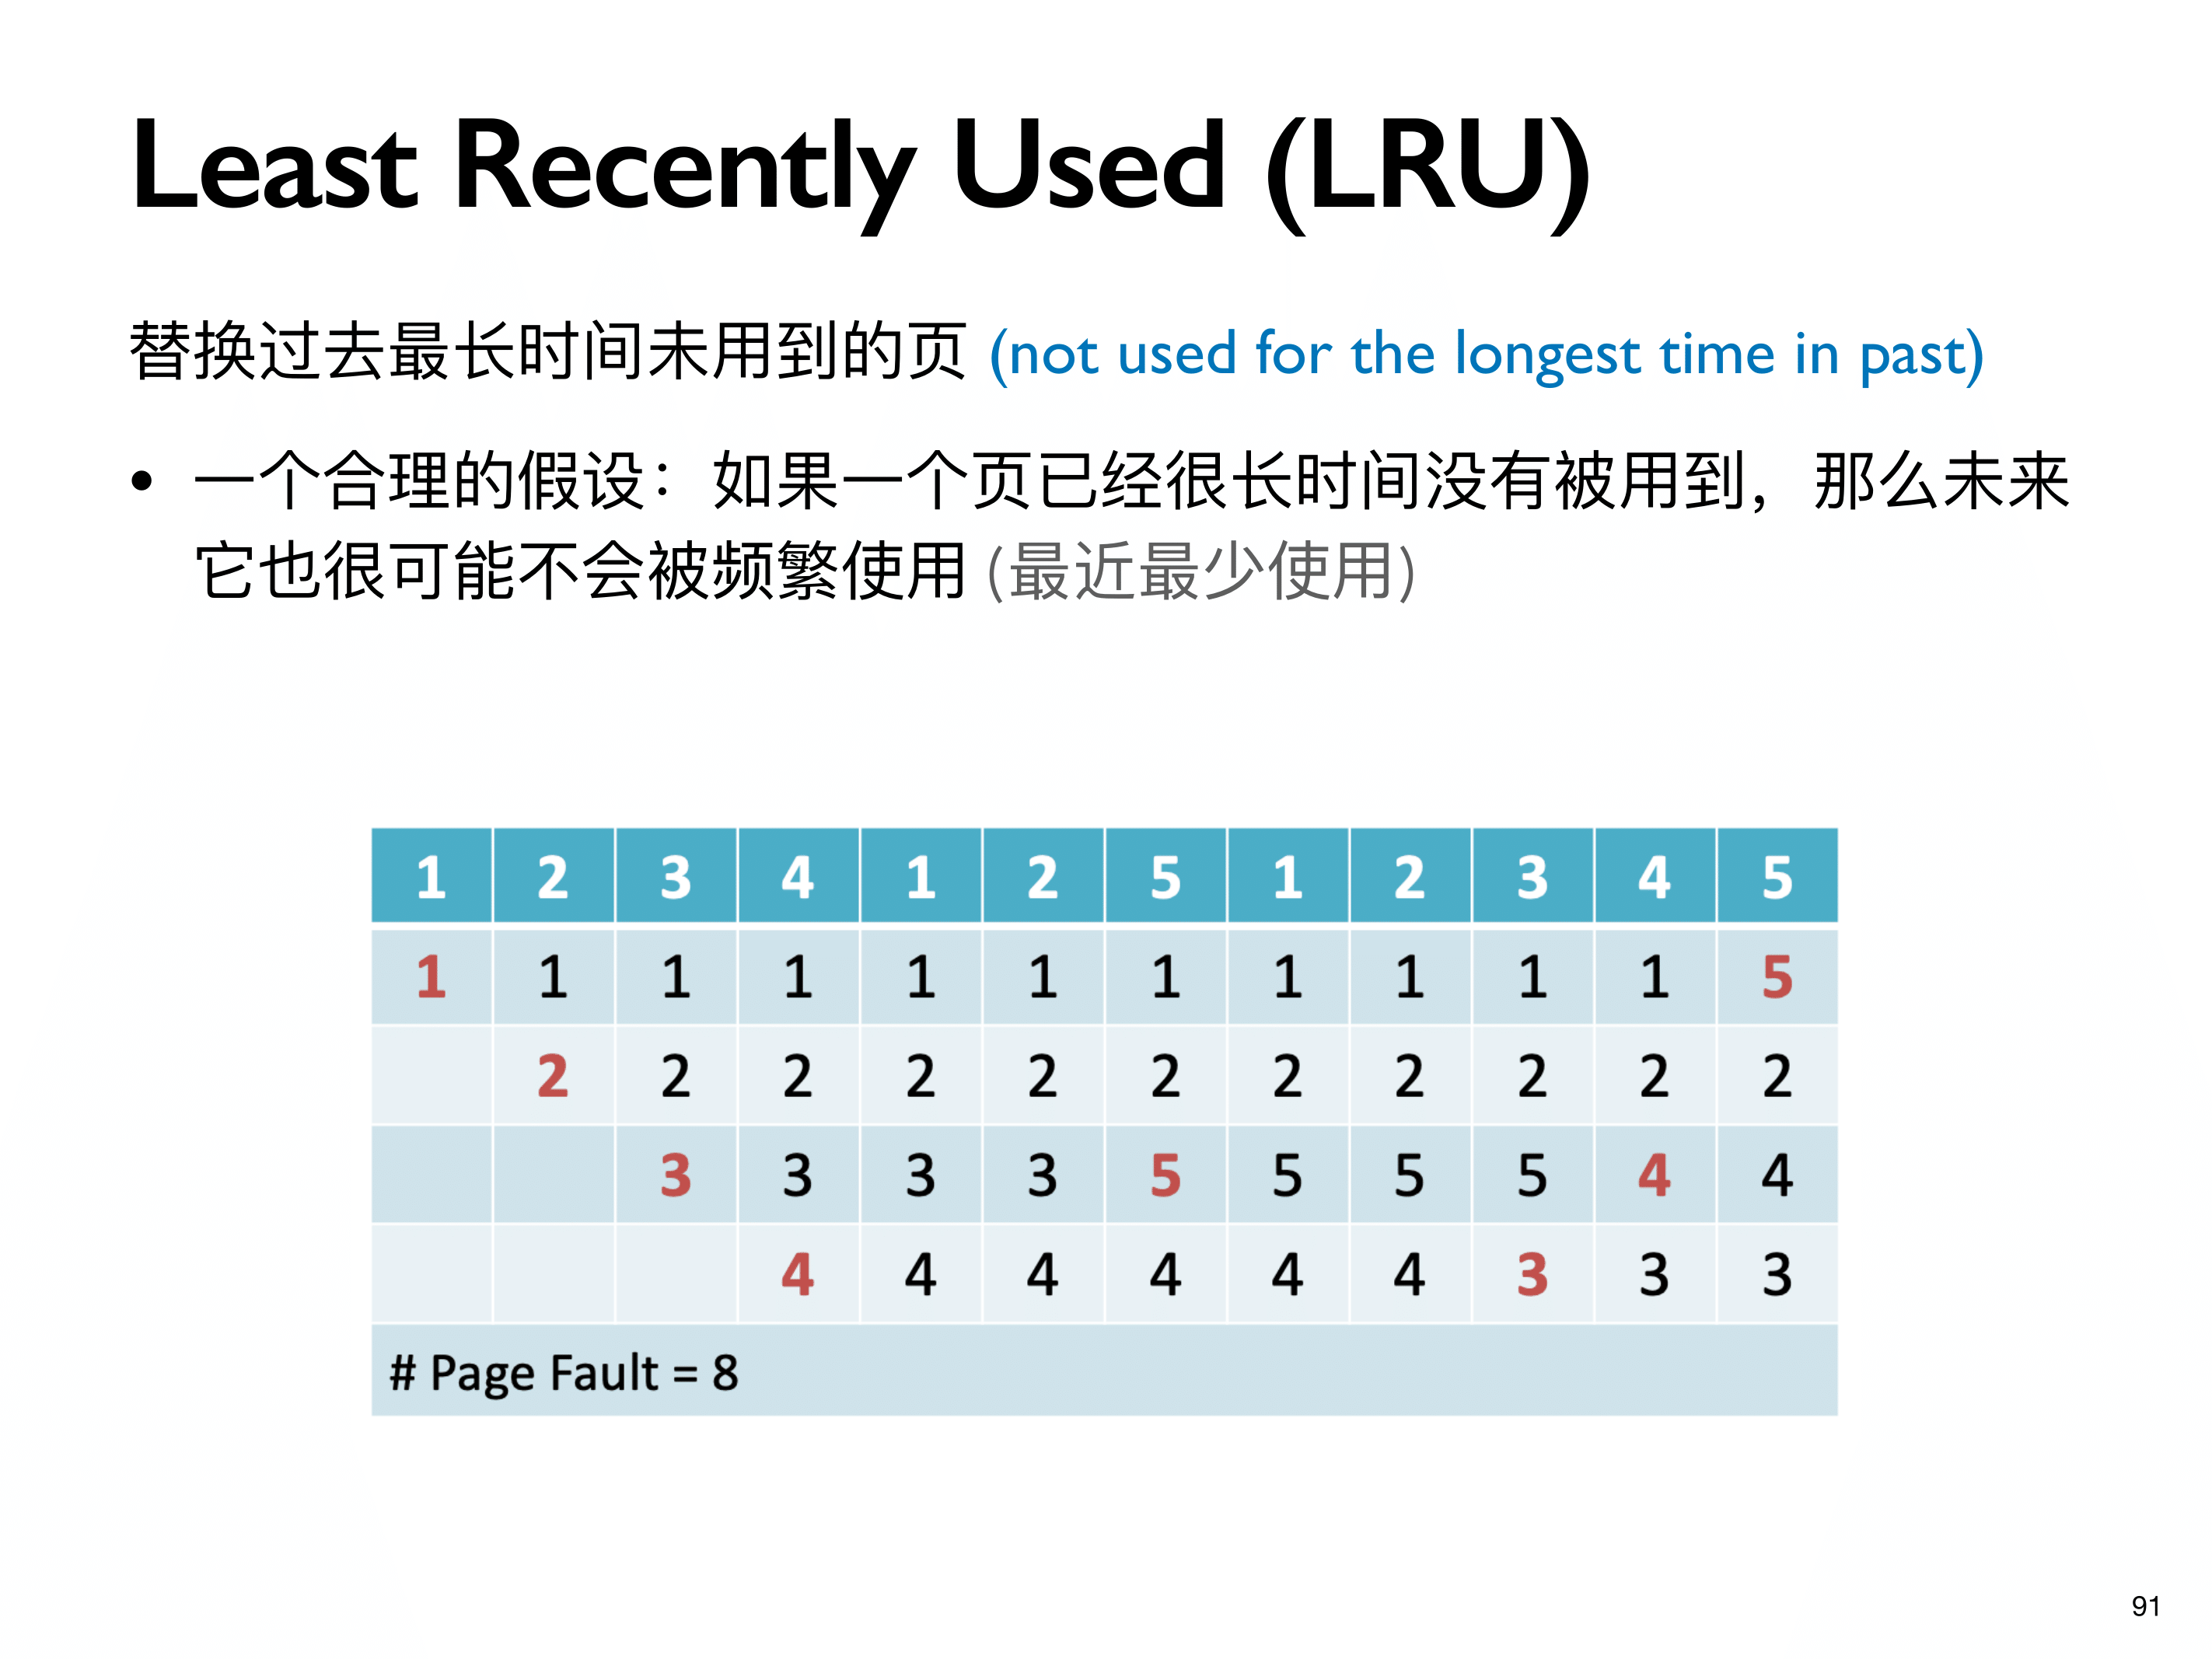 Least Recently Used (LRU)
替换过去最长时间未用到的页 (not used for the longest time in past)
• 一个合理的假设：如果一个页已经很长时间没有被用到，那么未来
它也很可能不会被频繁使用 (最近最少使用)
1 2 3 4 1 2 5 1 2 3 4 5
1 1 1 1 1 1 1 1 1 1 1 5
2 2 2 2 2 2 2 2 2 2 2
3 3 3 3 5 5 5 5 4 4
4 4 4 4 4 4 3 3 3
# Page Fault = 8
91